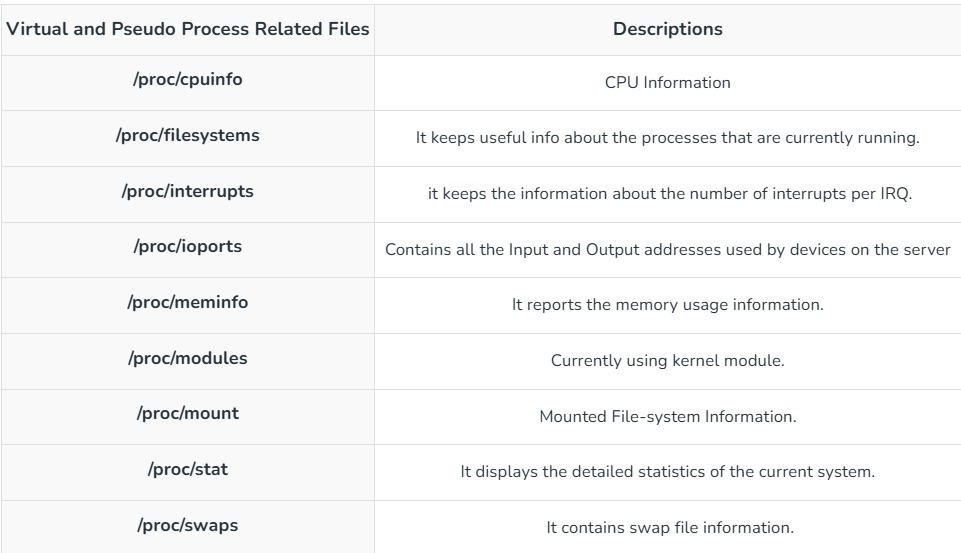 Virtual and Pseudo Process Related Files Descriptions
/proc/cpuinfo CPU Information
/proc/filesystems It keeps useful info about the processes that are currently running.
/proc/interrupts it keeps the information about the number of interrupts per IRQ.
/proc/ioports Contains all the Input and Output addresses used by devices on the server
/proc/meminfo It reports the memory usage information.
/proc/modules Currently using kernel module.
/proc/mount Mounted File-system Information.
/proc/stat It displays the detailed statistics of the current system.
/proc/swaps It contains swap file information.